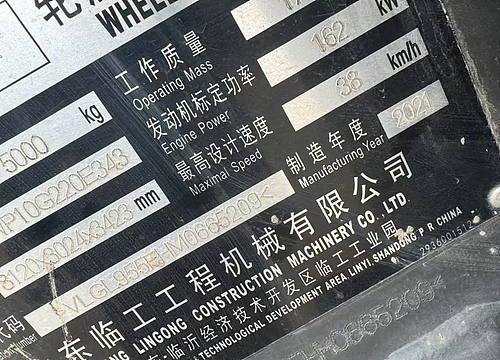 轮
WHEEL
工作质量
Operating Mass
kg
5000
发动机标定功率
Engine Power
162
kW
WP10G220E343
最高设计速度
Maximal Speed
38 km/h
8120x3024x3423 mm
制造年度
Manufacturing Year
2021
VLGL955EJM0665209<
代码
东临工工程机械有限公司
LINGONG CONSTRUCTION MACHINERY CO.,LTD.
临沂经济技术开发区临工工业园
TECHNOLOGICAL DEVELOPMENT AREA, LINYI SHANDONG P R CHINA